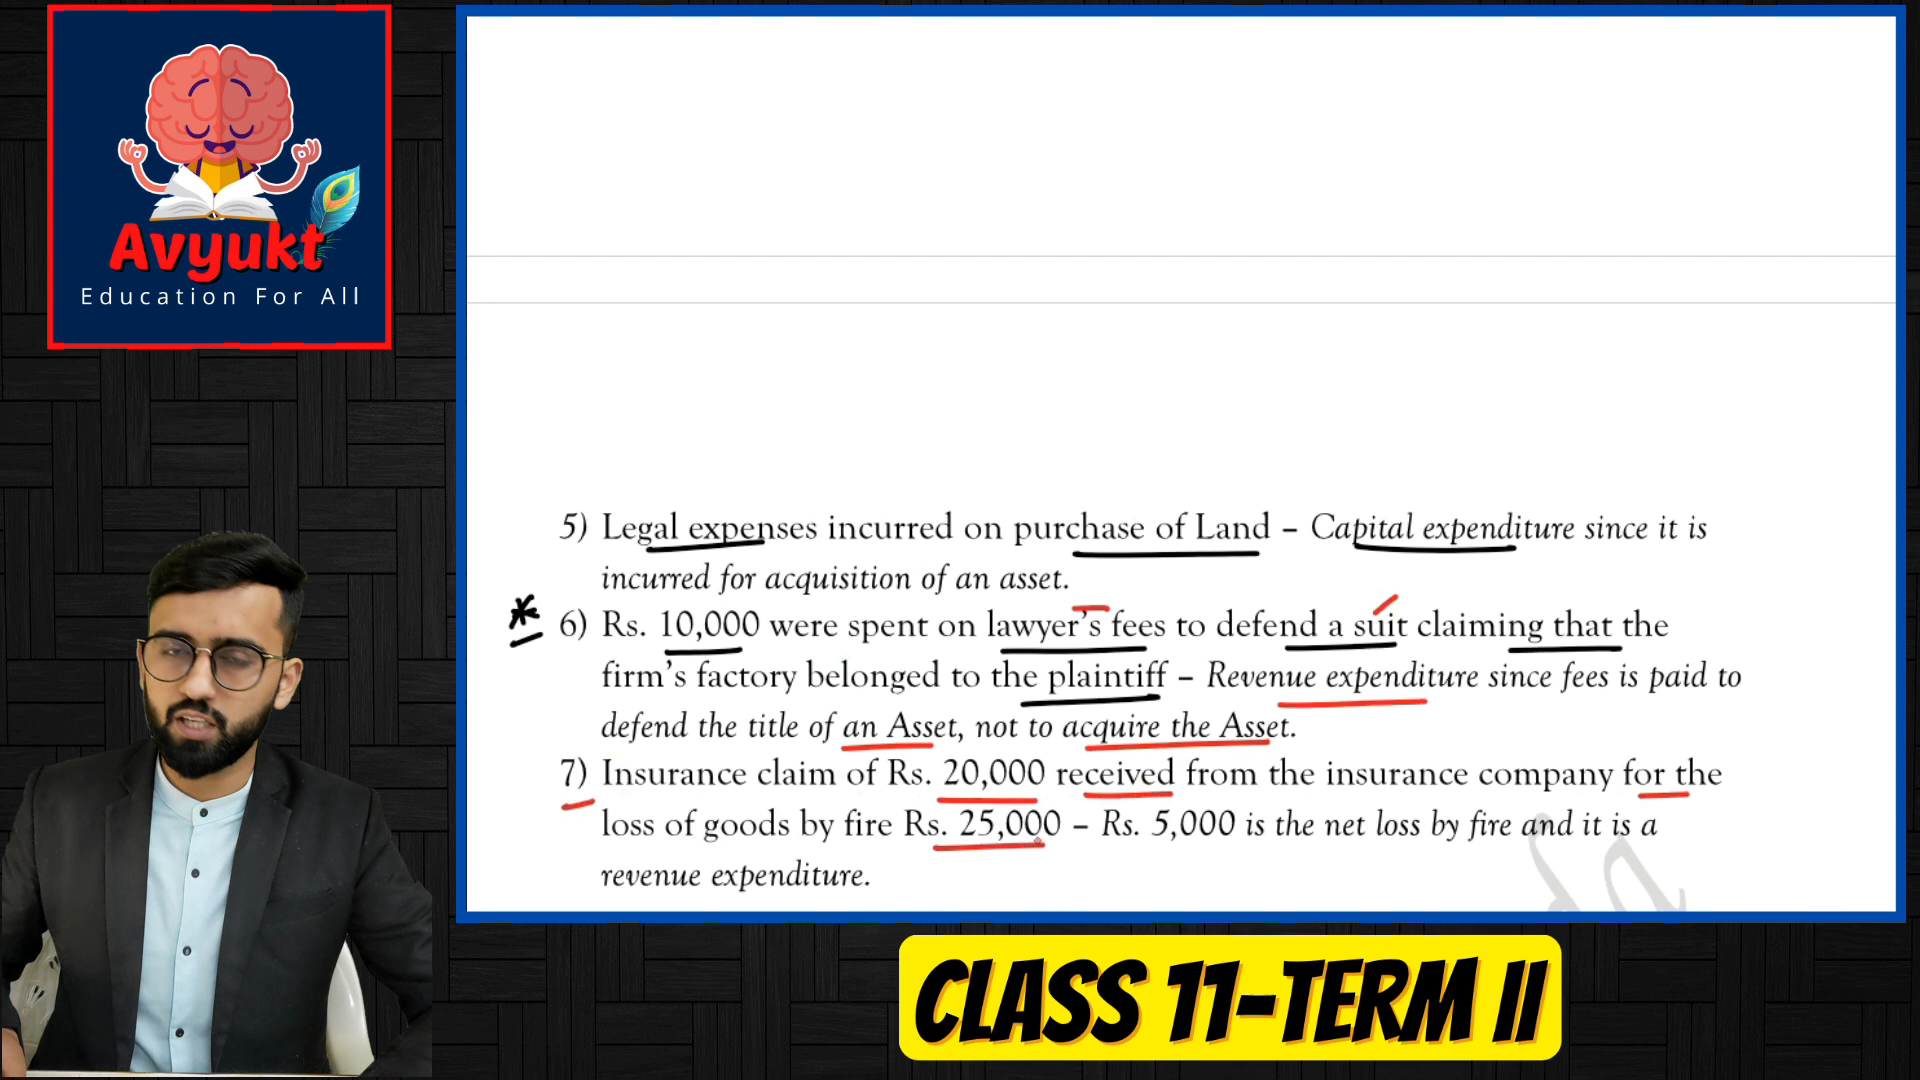 Avyukt
Education For All
5) Legal expenses incurred on purchase of Land – Capital expenditure since it is
incurred for acquisition of an asset.
* 6) Rs. 10,000 were spent on lawyer's fees to defend a suit claiming that the
firm's factory belonged to the plaintiff – Revenue expenditure since fees is paid to
defend the title of an Asset, not to acquire the Asset.
7) Insurance claim of Rs. 20,000 received from the insurance company for the
loss of goods by fire Rs. 25,000 – Rs. 5,000 is the net loss by fire and it is a
revenue expenditure.
CLASS 11-TERM II